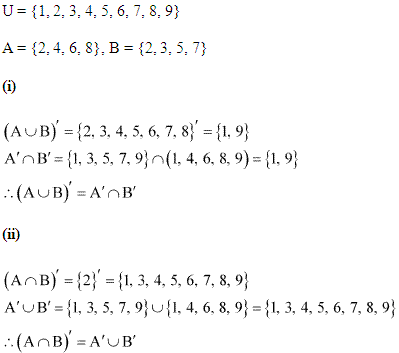 U = {1, 2, 3, 4, 5, 6, 7, 8, 9}
A = {2, 4, 6, 8}, B = {2, 3, 5, 7}
(i)
(A∪B)′ = {2, 3, 4, 5, 6, 7, 8}′ = {1, 9}
A′∩B′ = {1, 3, 5, 7, 9}∩(1, 4, 6, 8, 9) = {1, 9}
∴(A∪B)′ = A′∩B′
(ii)
(A∩B)′ = {2}′ = {1, 3, 4, 5, 6, 7, 8, 9}
A′∪B′ = {1, 3, 5, 7, 9}∪{1, 4, 6, 8, 9} = {1, 3, 4, 5, 6, 7, 8, 9}
∴(A∩B)′ = A′∪B′